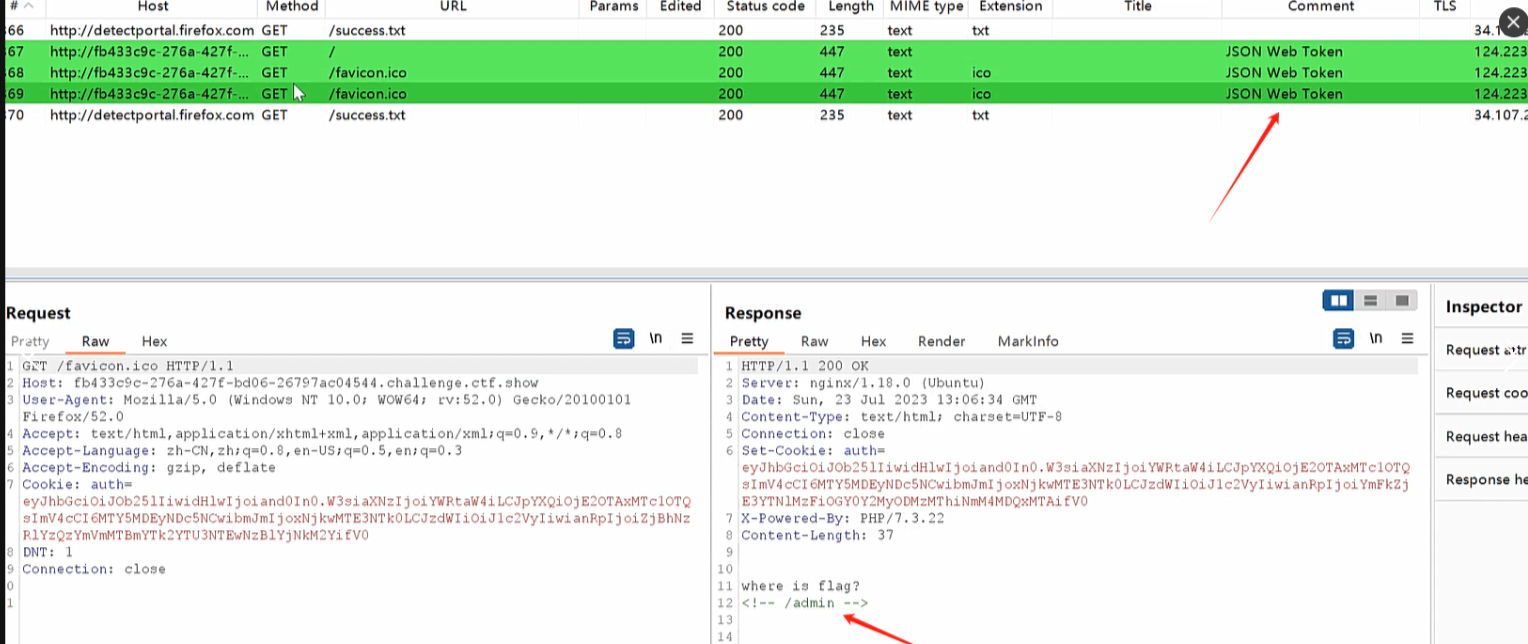 # Host Method URL Params Edited Status code Length MIME type Extension Title Comment TLS
66 http://detectportal.firefox.com GET /success.txt 200 235 text txt 34.1
67 http://fb433c9c-276a-427f-... GET / 200 447 text JSON Web Token 124.223
68 http://fb433c9c-276a-427f-... GET /favicon.ico 200 447 text ico JSON Web Token 124.223
69 http://fb433c9c-276a-427f-... GET /favicon.ico 200 447 text ico JSON Web Token 124.223
70 http://detectportal.firefox.com GET /success.txt 200 235 text txt 34.107.2
Request
Pretty Raw Hex \n
1 GET /favicon.ico HTTP/1.1
2 Host: fb433c9c-276a-427f-bd06-26797ac04544.challenge.ctf.show
3 User-Agent: Mozilla/5.0 (Windows NT 10.0; WOW64; rv:52.0) Gecko/20100101
Firefox/52.0
4 Accept: text/html,application/xhtml+xml,application/xml;q=0.9,*/*;q=0.8
5 Accept-Language: zh-CN,zh;q=0.8,en-US;q=0.5,en;q=0.3
6 Accept-Encoding: gzip, deflate
7 Cookie: auth=
eyJhbGciOiJOb25lIiwidHlwIjoiand0In0.W3siaXNzIjoiYWRtaW4iLCJpYXQiOjE2OTAxMTc1OTQ
sImV4cCI6MTY5MDEyNDc5NCwibmJmIjoxNjkwMTE3NTk0LCJzdWIiOiJ1c2VyIiwianRpIjoiZjBhNz
RlYzQzYmVmMTBmYTk2YTU3NTEwNzBlYjNkM2YifV0
8 DNT: 1
9 Connection: close
0
1
Response
Pretty Raw Hex Render MarkInfo \n
1 HTTP/1.1 200 OK
2 Server: nginx/1.18.0 (Ubuntu)
3 Date: Sun, 23 Jul 2023 13:06:34 GMT
4 Content-Type: text/html; charset=UTF-8
5 Connection: close
6 Set-Cookie: auth=
eyJhbGciOiJOb25lIiwidHlwIjoiand0In0.W3siaXNzIjoiYWRtaW4iLCJpYXQiOjE2OTAxMTc1OTQ
sImV4cCI6MTY5MDEyNDc5NCwibmJmIjoxNjkwMTE3NTk0LCJzdWIiOiJ1c2VyIiwianRpIjoiYmFkZj
E3YTNlMzFiOGY0Y2MyODMzMThiNmM4MDQxMTAifV0
7 X-Powered-By: PHP/7.3.22
8 Content-Length: 37
9
10
11 where is flag?
12 <!-- /admin -->
13
14
Inspector
Request attr
Request coo
Request hea
Response he